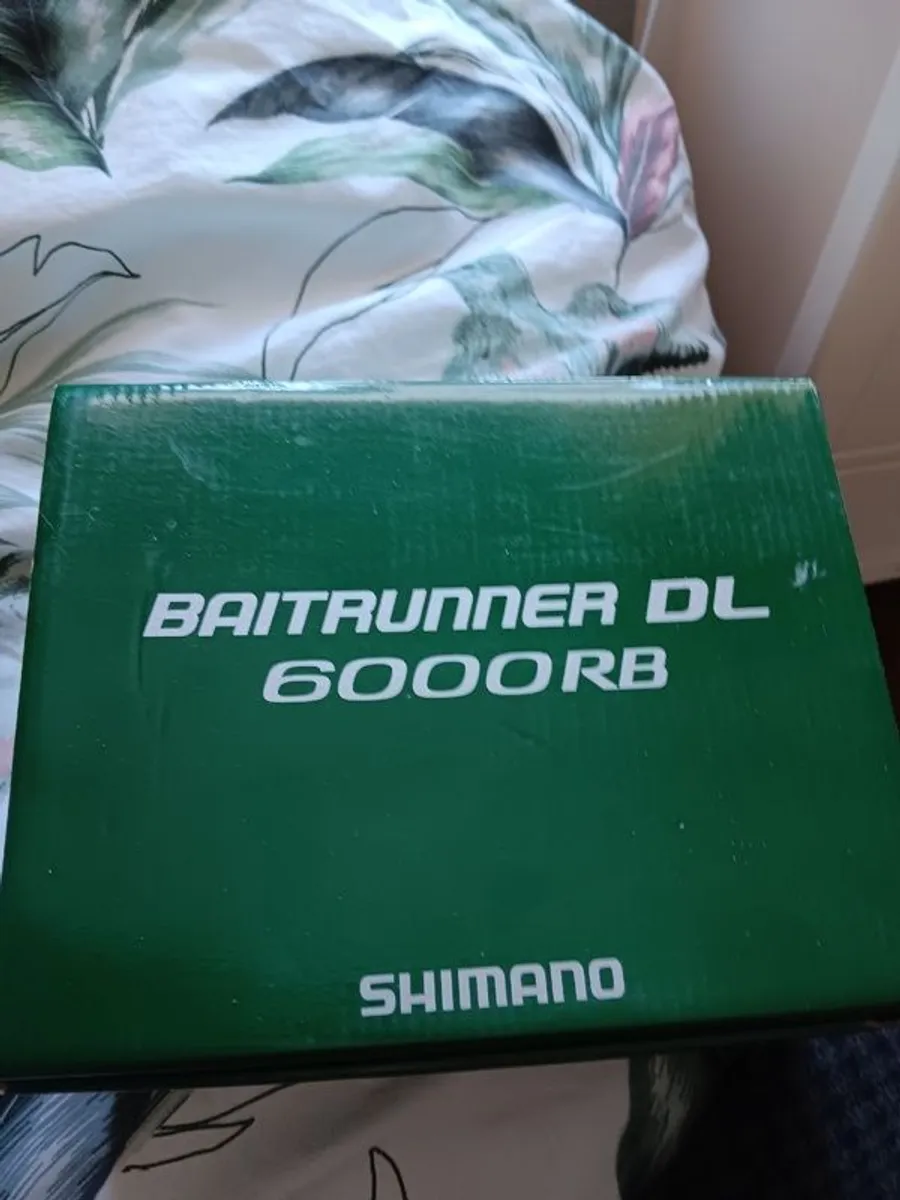 BAITRUNNER DL
6000RB
SHIMANO